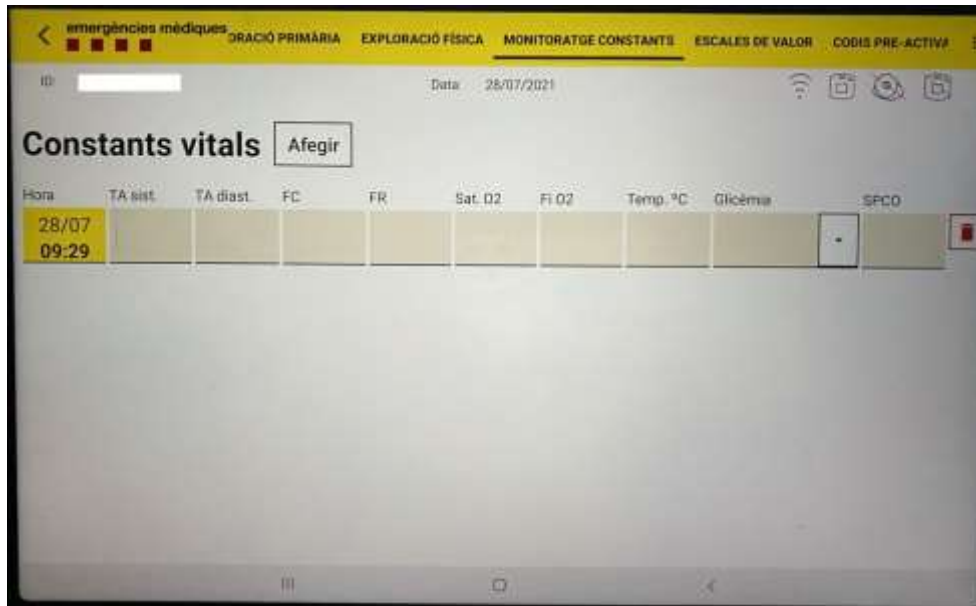 emergències mèdiques
ORACIÓ PRIMÀRIA EXPLORACIÓ FÍSICA MONITORATGE CONSTANTS ESCALES DE VALOR CODIS PRE-ACTIVA
ID: Data 28/07/2021
Constants vitals Afegir
Hora TA sist. TA diast. FC FR Sat. O2 Fi O2 Temp. ºC Glicèmia SPCO
28/07 -
09:29